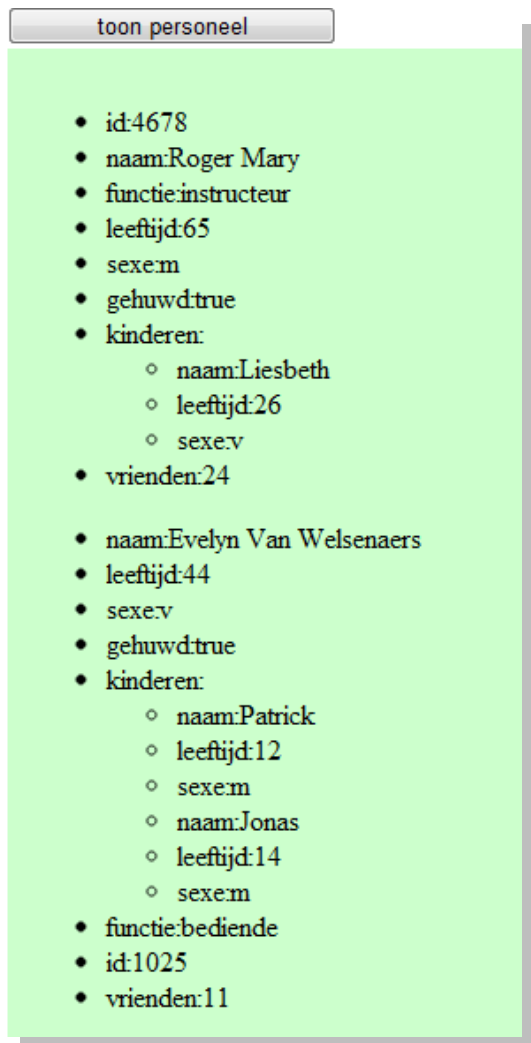 toon personeel
id:4678
naam:Roger Mary
functie:instructeur
leeftijd:65
sexe:m
gehuwd:true
kinderen:
naam:Liesbeth
leeftijd:26
sexe:v
vrienden:24
naam:Evelyn Van Welsenaers
leeftijd:44
sexe:v
gehuwd:true
kinderen:
naam:Patrick
leeftijd:12
sexe:m
naam:Jonas
leeftijd:14
sexe:m
functie:bediende
id:1025
vrienden:11